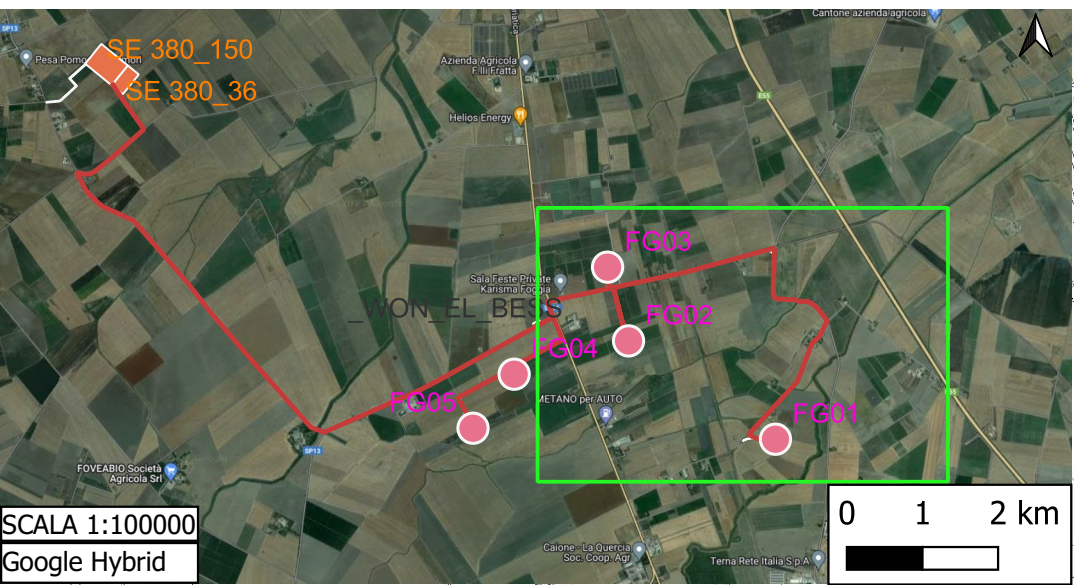 SP13
Cantone azienda agricola
SE 380_150
Azienda Agricola
F.lli Fratta
SE 380_36
E55
Helios Energy
FG03
Sala Feste Private
Karisma Foggia
_WON_EL_BESS
FG02
FG04
E55
FG05
METANO per AUTO
FG01
SP13
FOVEABIO Società
Agricola Srl
0 1 2 km
SCALA 1:100000
Google Hybrid
Caione - La Quercia
Soc. Coop. Agr
Terna Rete Italia S.p.A